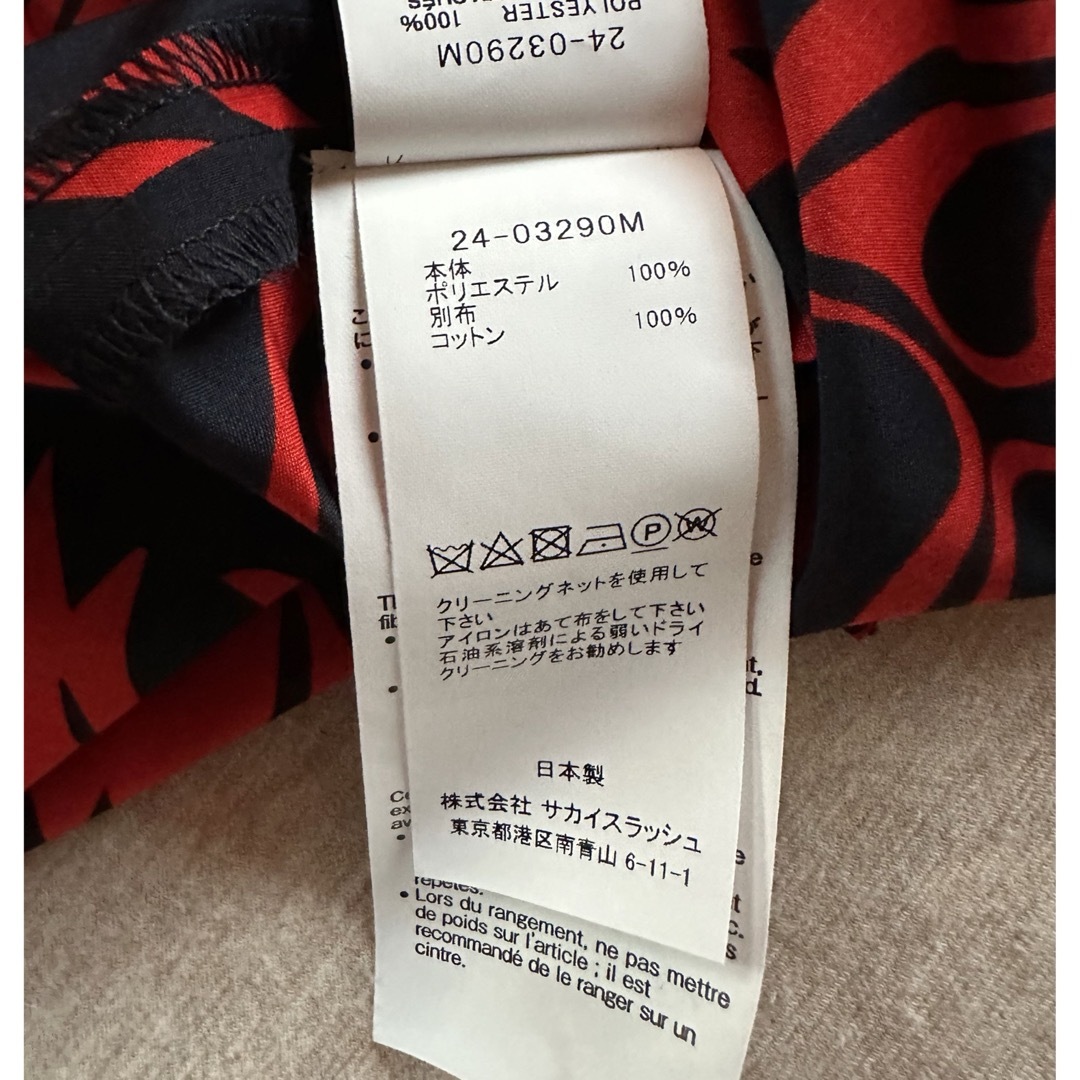 24-03290M
POLYESTER 100%
24-03290M
本体
ポリエステル 100%
別布
コットン 100%
P
W
クリーニングネットを使用して
下さい
アイロンはあて布をして下さい
石油系溶剤による弱いドライ
クリーニングをお勧めします
日本製
株式会社 サカイスラッシュ
東京都港区南青山 6-11-1
répétés.
• Lors du rangement, ne pas mettre
de poids sur l'article ; il est
recommandé de le ranger sur un
cintre.